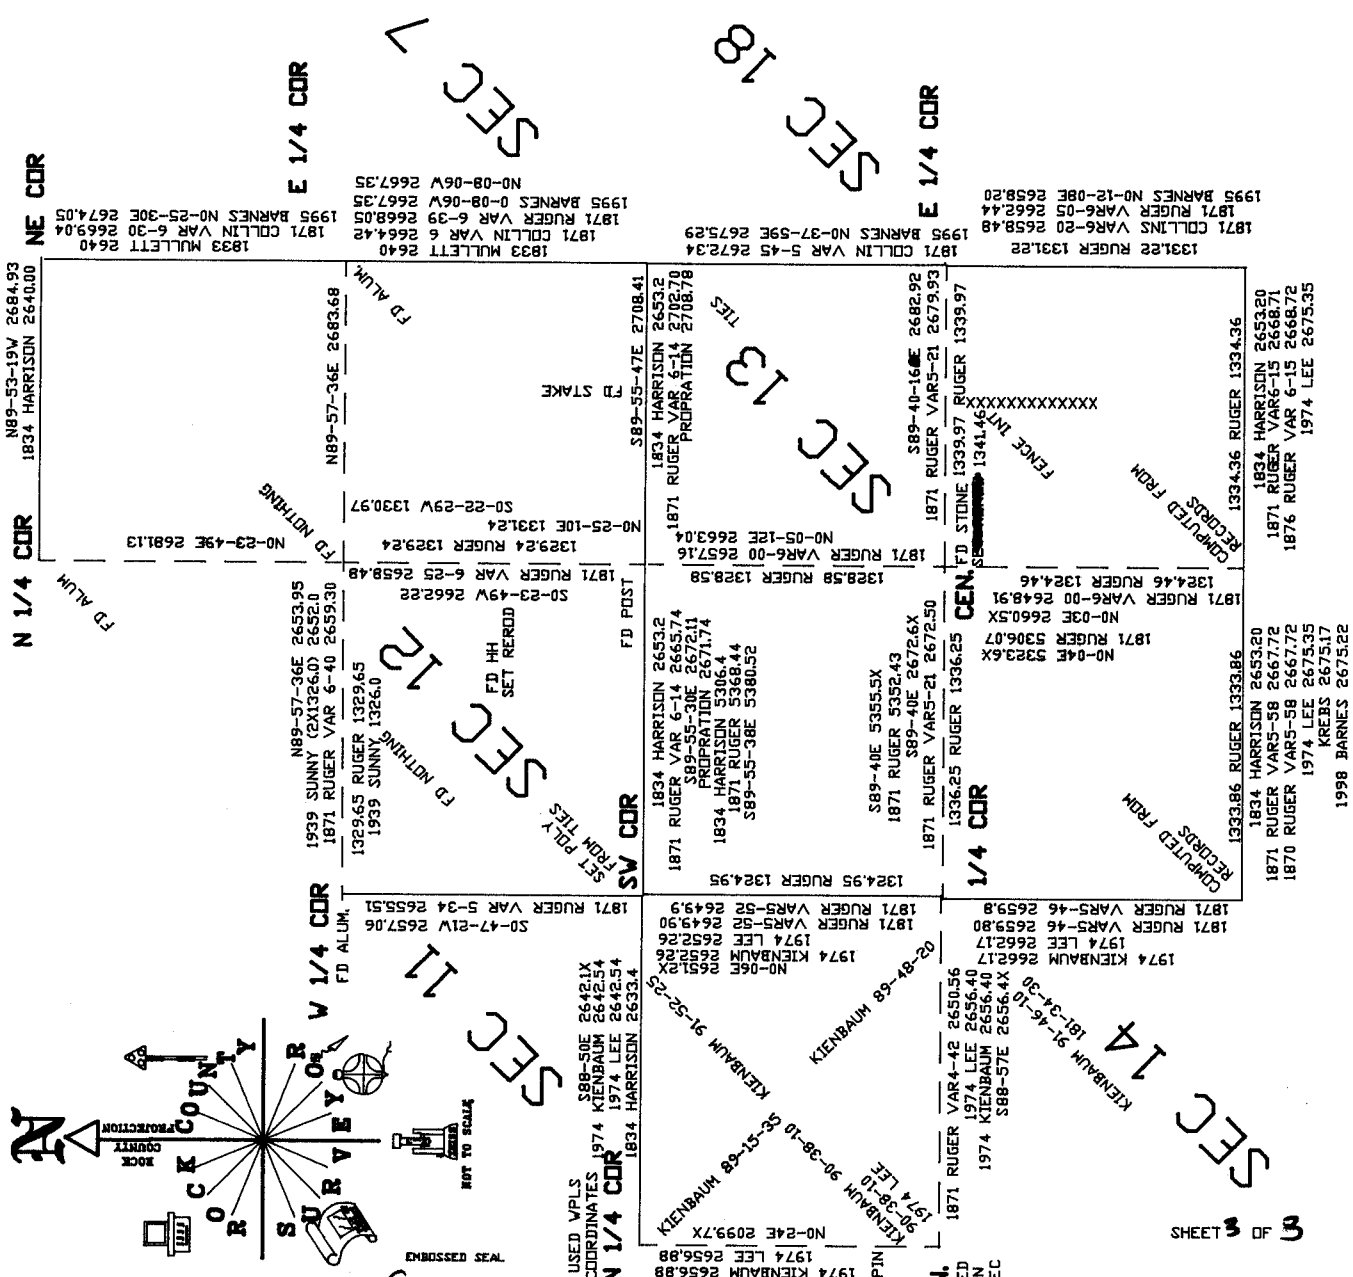 SEC 7
SEC 18
NE COR
E 1/4 COR
E 1/4 COR
1833 MULLETT 2640
1871 COLLIN VAR 6-30 2669.04
1995 BARNES N0-25-30E 2674.05
1833 MULLETT 2640
1871 COLLIN VAR 6 2664.42
1871 RUGER VAR 6-39 2668.05
1995 BARNES 0-08-06W 2667.35
N0-08-06W 2667.35
1871 COLLIN VAR 5-45 2672.34
1995 BARNES N0-37-59E 2675.29
1331.22 RUGER 1331.22
1871 COLLINS VAR6-20 2658.48
1871 RUGER VAR6-05 2662.44
1995 BARNES N0-12-08E 2658.20
N89-53-19W 2684.93
1834 HARRISON 2640.00
N89-57-36E 2683.68
FD ALUM.
S89-55-47E 2708.41
1834 HARRISON 2653.2
1871 RUGER VAR 6-14 2702.70
PROPRATION 2708.78
TIES
FD STAKE
SEC 13
S89-40-16E 2682.92
1871 RUGER VAR5-21 2679.93
FD STONE 1339.97 RUGER 1339.97
1341.46
XXXXXXXXXXXXX
FENCE INT
1334.36 RUGER 1334.36
1834 HARRISON 2653.20
1871 RUGER VAR6-15 2668.71
1876 RUGER VAR 6-15 2668.72
1974 LEE 2675.35
COMPUTED FROM
RECORDS
N 1/4 COR
FD ALUM
N0-23-49E 2681.13
FD NOTHING
S0-22-29W 1330.97
N0-25-10E 1331.24
1329.24 RUGER 1329.24
1871 RUGER VAR 6-25 2658.48
S0-23-49W 2662.22
N0-05-12E 2663.04
1871 RUGER VAR6-00 2657.16
1328.58 RUGER 1328.58
CEN.
1324.46 RUGER 1324.46
1871 RUGER VAR6-00 2648.91
N0-03E 2660.5X
1871 RUGER 5306.07
N0-04E 5323.6X
N89-57-36E 2653.95
1939 SUNNY (2X1326.0) 2652.0
1871 RUGER VAR 6-40 2659.30
1329.65 RUGER 1329.65
1939 SUNNY 1326.0
SEC 12
FD HH
SET REROD
FD POST
FD NOTHING
SET POLY
FROM TIES
SW COR
1834 HARRISON 2653.2
1871 RUGER VAR 6-14 2665.74
S89-55-30E 2672.11
PROPRATION 2671.74
1834 HARRISON 5306.4
1871 RUGER 5368.44
S89-55-38E 5380.52
S89-40E 5355.5X
1871 RUGER 5352.43
S89-40E 2672.6X
1871 RUGER VAR5-21 2672.50
1336.25 RUGER 1336.25
1/4 COR
COMPUTED FROM
RECORDS
1333.86 RUGER 1333.86
1834 HARRISON 2653.20
1871 RUGER VAR5-58 2667.72
1870 RUGER VAR5-58 2667.72
1974 LEE 2675.35
KREBS 2675.17
1998 BARNES 2675.22
W 1/4 COR
FD ALUM.
1871 RUGER VAR 5-34 2655.51
S0-47-21W 2657.06
1324.95 RUGER 1324.95
1871 RUGER VAR5-52 2649.9
1871 RUGER VAR5-52 2649.90
1974 LEE 2652.26
1974 KIENBAUM 2652.26
N0-06E 2651.2X
1871 RUGER VAR5-46 2659.8
1871 RUGER VAR5-46 2659.80
1974 LEE 2662.17
1974 KIENBAUM 2662.17
SEC 11
S88-50E 2642.1X
1974 KIENBAUM 2642.54
1974 LEE 2642.54
1834 HARRISON 2633.4
KIENBAUM 91-52-25
KIENBAUM 89-48-20
KIENBAUM 89-15-35
KIENBAUM 90-38-10
90-38-10
1974 LEE
KIENBAUM 91-46-10
181-34-30
1871 RUGER VAR4-42 2650.56
1974 LEE 2656.40
1974 KIENBAUM 2656.40
S88-57E 2656.4X
SEC 14
N
ROCK
COUNTY
PROJECTION
ROCK COUNTY
SURVEYOR
NOT TO SCALE
EMBOSSED SEAL
USED WPLS
COORDINATES
N 1/4 COR
N0-24E 2099.7X
1974 LEE 2656.88
1974 KIENBAUM 2656.88
PIN
SHEET 3 OF 3